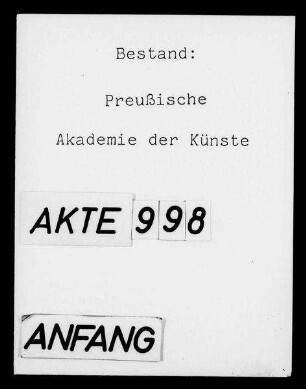 Bestand:
Preußische
Akademie der Künste
AKTE 998
ANFANG